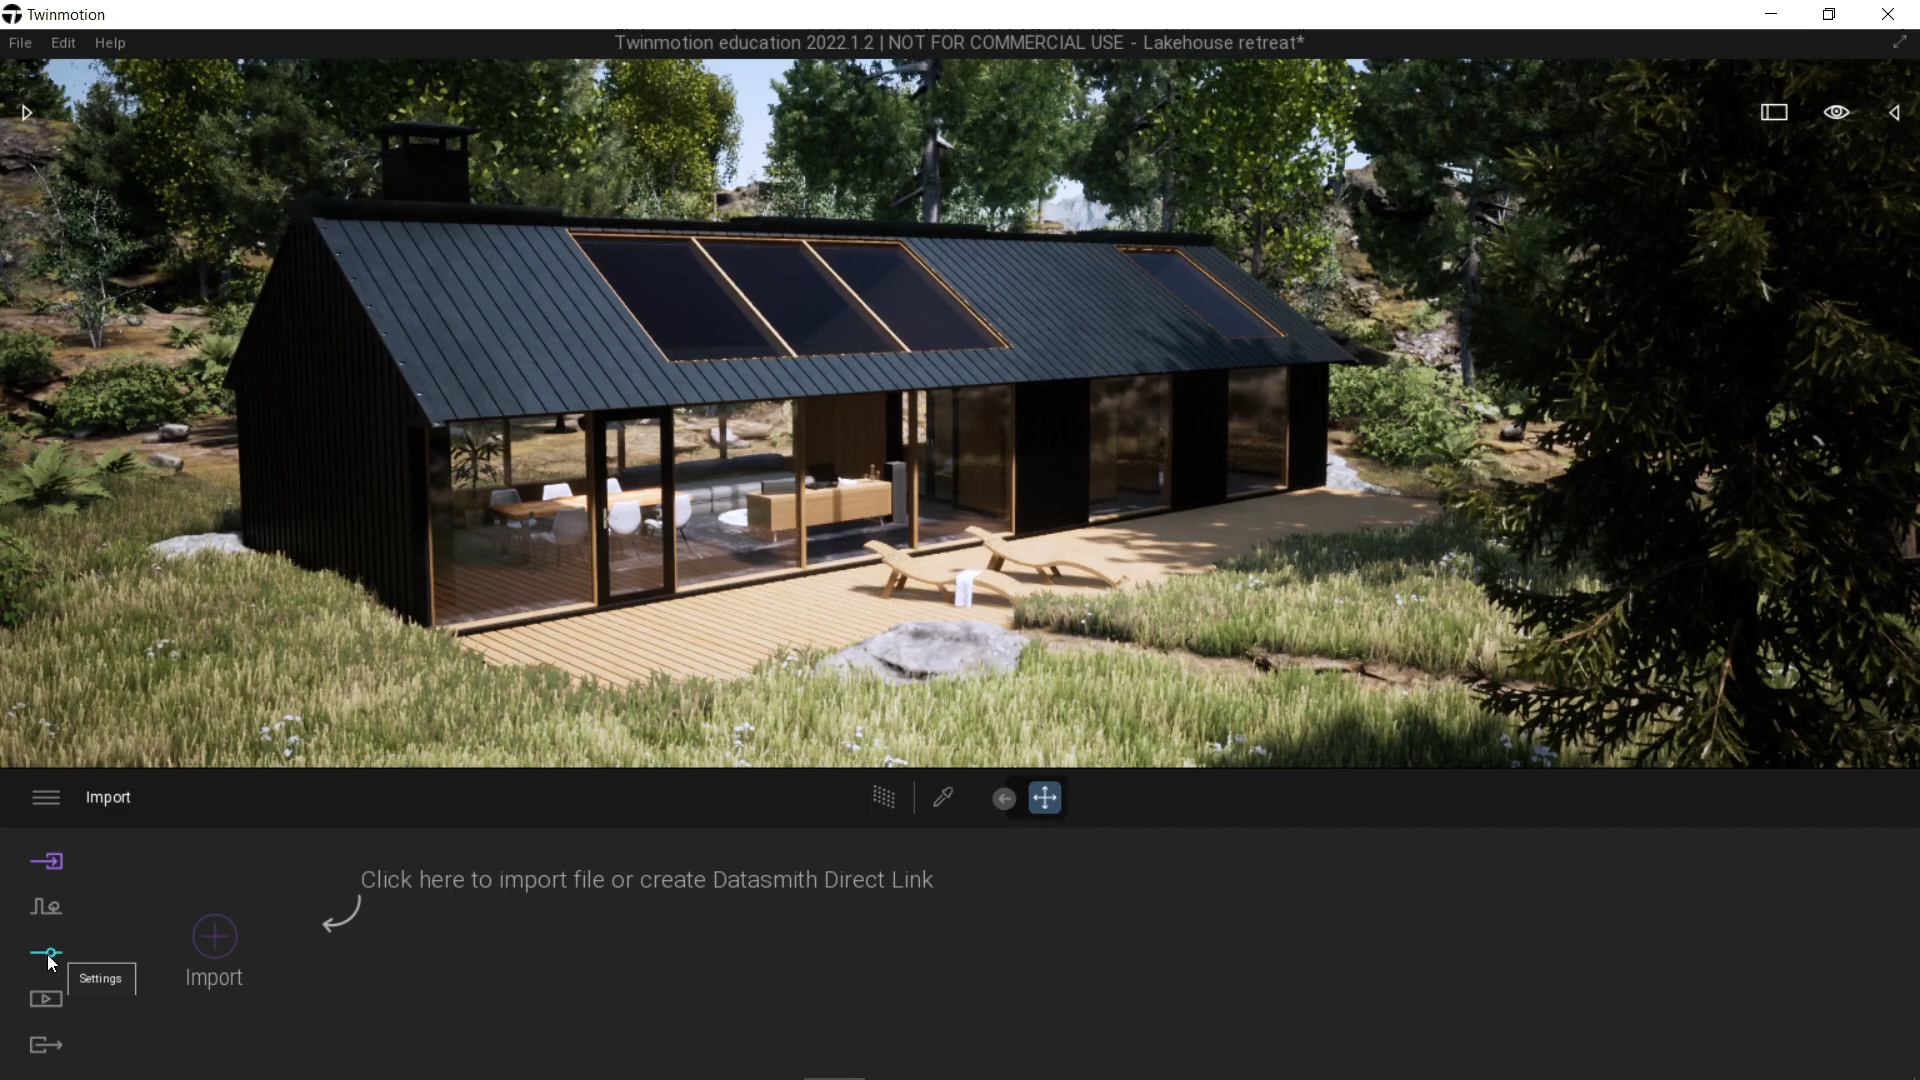 Twinmotion
File Edit Help
Twinmotion education 2022.1.2 | NOT FOR COMMERCIAL USE - Lakehouse retreat*
Import
Click here to import file or create Datasmith Direct Link
Settings
Import